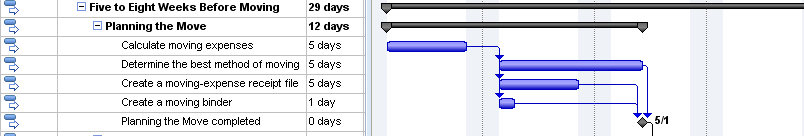 Five to Eight Weeks Before Moving 29 days
Planning the Move 12 days
Calculate moving expenses 5 days
Determine the best method of moving 5 days
Create a moving-expense receipt file 5 days
Create a moving binder 1 day
Planning the Move completed 0 days 5/1